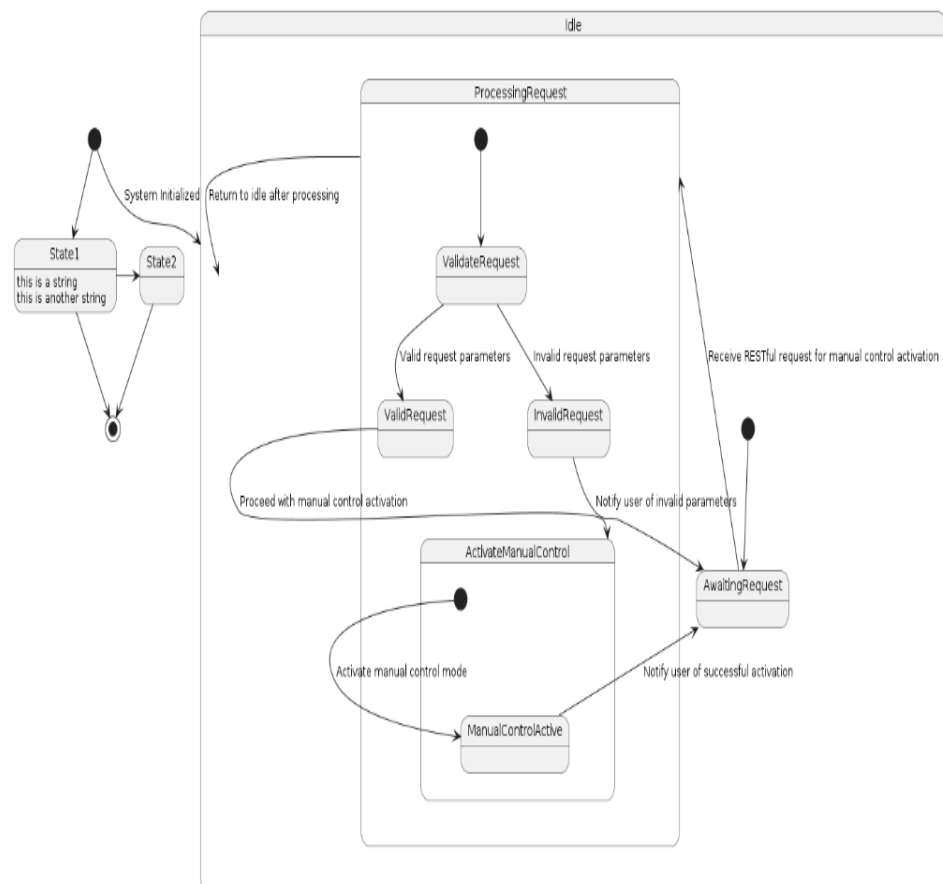 Idle
ProcessingRequest
System Initialized
Return to idle after processing
State1
this is a string
this is another string
State2
ValidateRequest
Valid request parameters
Invalid request parameters
Receive RESTful request for manual control activation
ValidRequest
InvalidRequest
Proceed with manual control activation
Notify user of invalid parameters
ActivateManualControl
AwaitingRequest
Activate manual control mode
Notify user of successful activation
ManualControlActive